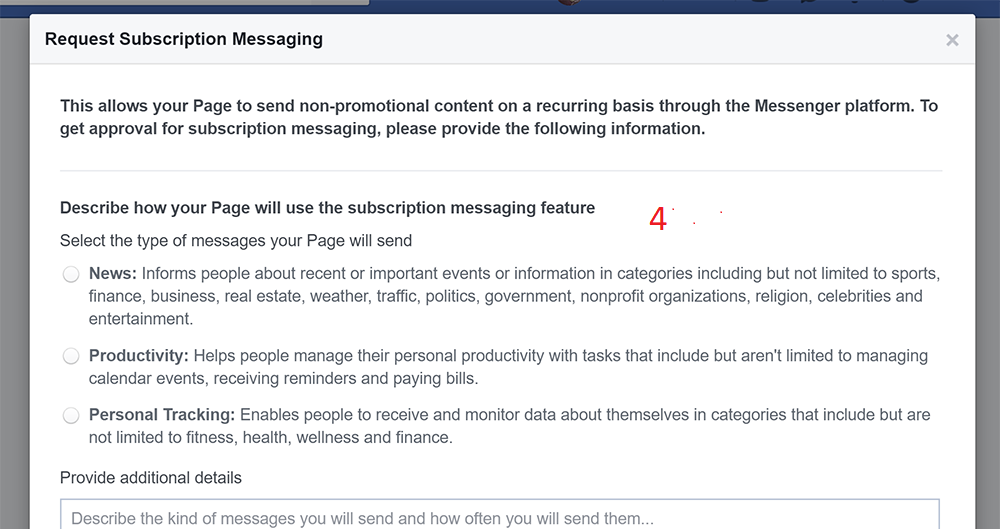 Request Subscription Messaging
×
This allows your Page to send non-promotional content on a recurring basis through the Messenger platform. To
get approval for subscription messaging, please provide the following information.
Describe how your Page will use the subscription messaging feature
4
Select the type of messages your Page will send
News: Informs people about recent or important events or information in categories including but not limited to sports,
finance, business, real estate, weather, traffic, politics, government, nonprofit organizations, religion, celebrities and
entertainment.
Productivity: Helps people manage their personal productivity with tasks that include but aren't limited to managing
calendar events, receiving reminders and paying bills.
Personal Tracking: Enables people to receive and monitor data about themselves in categories that include but are
not limited to fitness, health, wellness and finance.
Provide additional details
Describe the kind of messages you will send and how often you will send them...